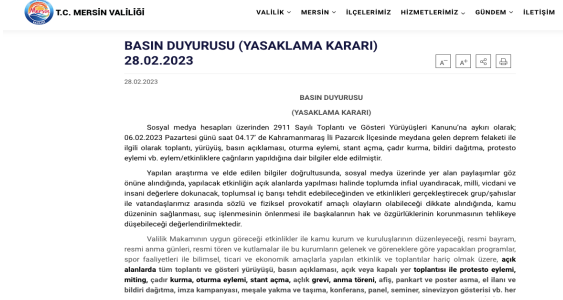 T.C. MERSİN VALİLİĞİ
VALİLİK MERSİN İLÇELERİMİZ HİZMETLERİMİZ GÜNDEM İLETİŞİM
BASIN DUYURUSU (YASAKLAMA KARARI)
28.02.2023
A⁻ A⁺
28.02.2023
BASIN DUYURUSU
(YASAKLAMA KARARI)
Sosyal medya hesapları üzerinden 2911 Sayılı Toplantı ve Gösteri Yürüyüşleri Kanunu'na aykırı olarak;
06.02.2023 Pazartesi günü saat 04.17' de Kahramanmaraş İli Pazarcık İlçesinde meydana gelen deprem felaketi ile
ilgili olarak toplantı, yürüyüş, basın açıklaması, oturma eylemi, stant açma, çadır kurma, bildiri dağıtma, protesto
eylemi vb. eylem/etkinliklere çağrıların yapıldığına dair bilgiler elde edilmiştir.
Yapılan araştırma ve elde edilen bilgiler doğrultusunda, sosyal medya üzerinde yer alan paylaşımlar göz
önüne alındığında, yapılacak etkinliğin açık alanlarda yapılması halinde toplumda infial uyandıracak, milli, vicdani ve
insani değerlere dokunacak, toplumsal iç barışı tehdit edebileceğinden ve etkinlikleri gerçekleştirecek grup/şahıslar
ile vatandaşlarımız arasında sözlü ve fiziksel provokatif amaçlı olayların olabileceği dikkate alındığında, kamu
düzeninin sağlanması, suç işlenmesinin önlenmesi ile başkalarının hak ve özgürlüklerinin korunmasının tehlikeye
düşebileceği değerlendirilmektedir.
Valilik Makamının uygun göreceği etkinlikler ile kamu kurum ve kuruluşlarının düzenleyeceği, resmi bayram,
resmi anma günleri, resmi tören ve kutlamalar ile bu kurumların gelenek ve göreneklere göre yapacakları programlar,
spor faaliyetleri ile bilimsel, ticari ve ekonomik amaçlarla yapılan etkinlik ve toplantılar hariç olmak üzere, açık
alanlarda tüm toplantı ve gösteri yürüyüşü, basın açıklaması, açık veya kapalı yer toplantısı ile protesto eylemi,
miting, çadır kurma, oturma eylemi, stant açma, açlık grevi, anma töreni, afiş, pankart ve poster asma, el ilanı ve
bildiri dağıtma, imza kampanyası, meşale yakma ve taşıma, konferans, panel, seminer, sinevizyon gösterisi vb. her